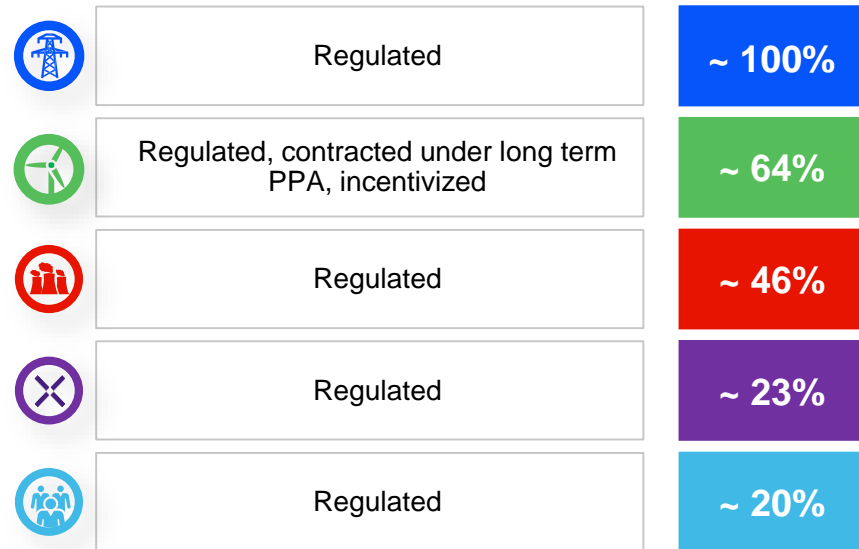 Regulated
~ 100%
Regulated, contracted under long term
PPA, incentivized
~ 64%
Regulated
~ 46%
Regulated
~ 23%
Regulated
~ 20%